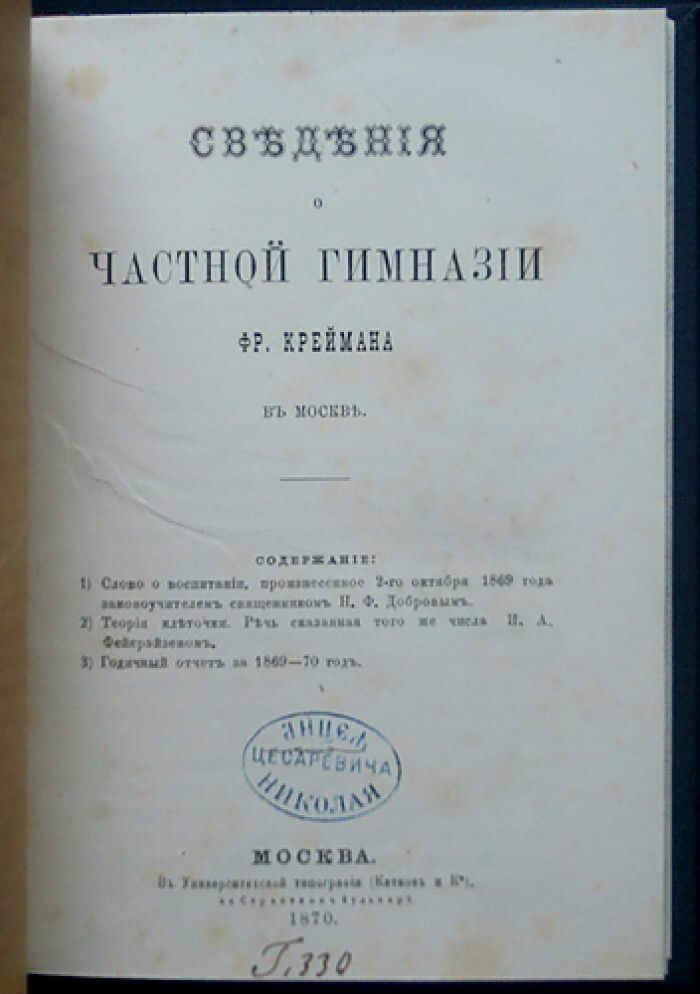 СВѢДѢНІЯ
О
ЧАСТНОЙ ГИМНАЗІИ
ФР. КРЕЙМАНА
ВЪ МОСКВѢ.
СОДЕРЖАНІЕ:
1) Слово о воспитаніи, произнесенное 2-го октября 1869 года
законоучителемъ священникомъ Н. Ф. Добровымъ.
2) Теорія клѣточки. Рѣчь сказанная того же числа И. А.
Фейерэйзеномъ.
3) Годичный отчетъ за 1869—70 годъ.
ЛИЦЕЯ
ЦЕСАРЕВИЧА
НИКОЛАЯ
МОСКВА.
Въ Университетской типографіи (Катковъ и К°),
на Страстномъ бульварѣ.
1870.
Г.330